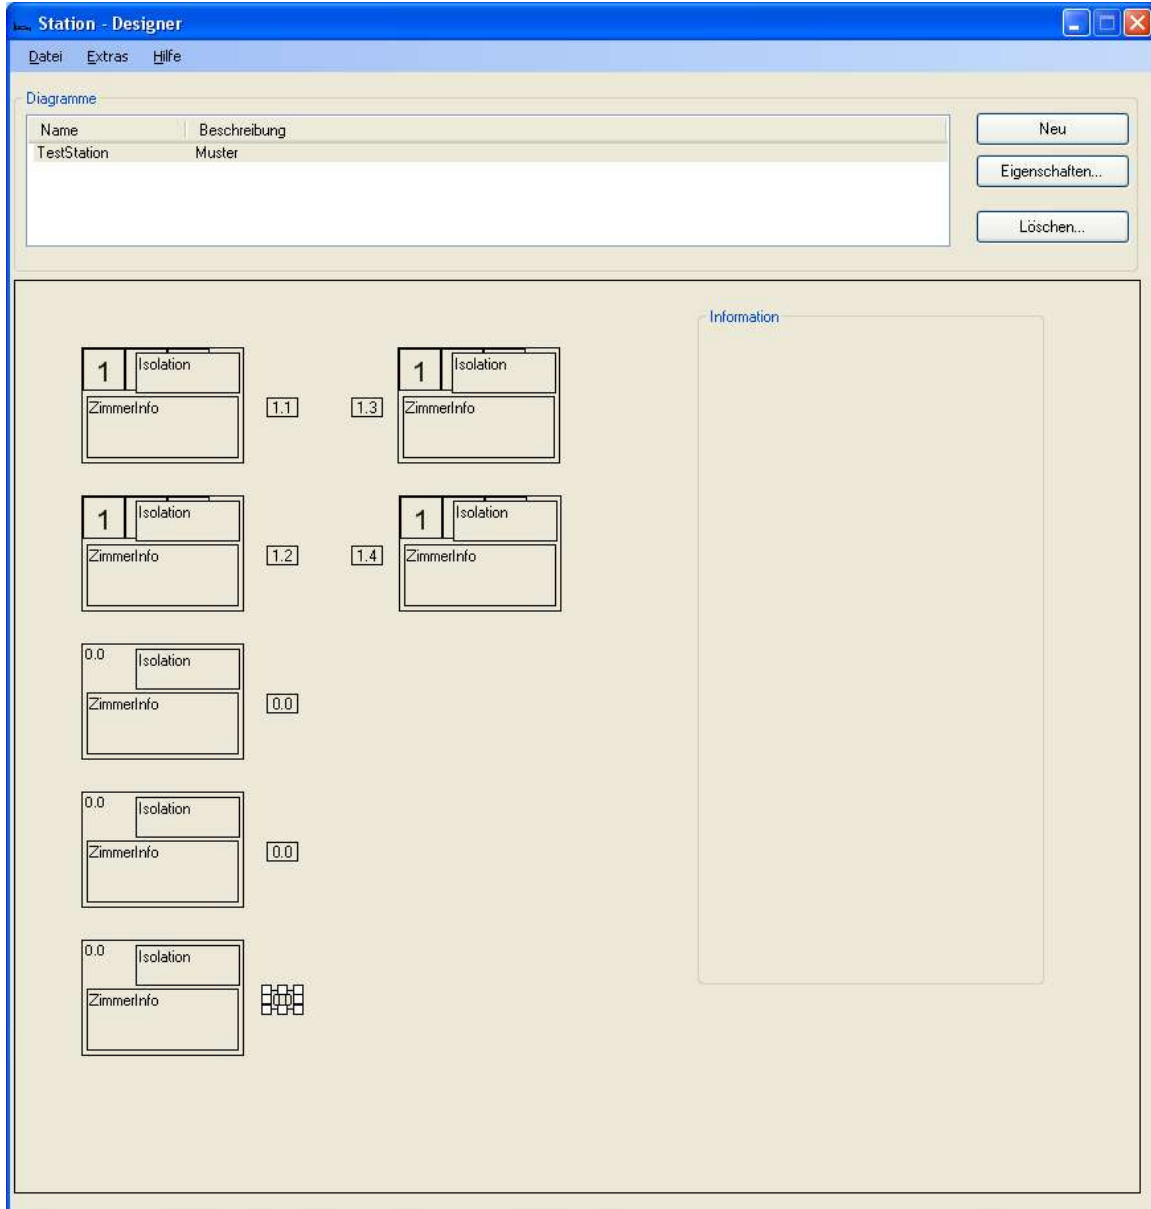 Station - Designer
Datei Extras Hilfe
Diagramme
Name Beschreibung
TestStation Muster
Neu
Eigenschaften...
Löschen...
Information
1 Isolation
ZimmerInfo
1.1
1.3
1 Isolation
ZimmerInfo
1 Isolation
ZimmerInfo
1.2
1.4
1 Isolation
ZimmerInfo
0.0 Isolation
ZimmerInfo
0.0
0.0 Isolation
ZimmerInfo
0.0
0.0 Isolation
ZimmerInfo